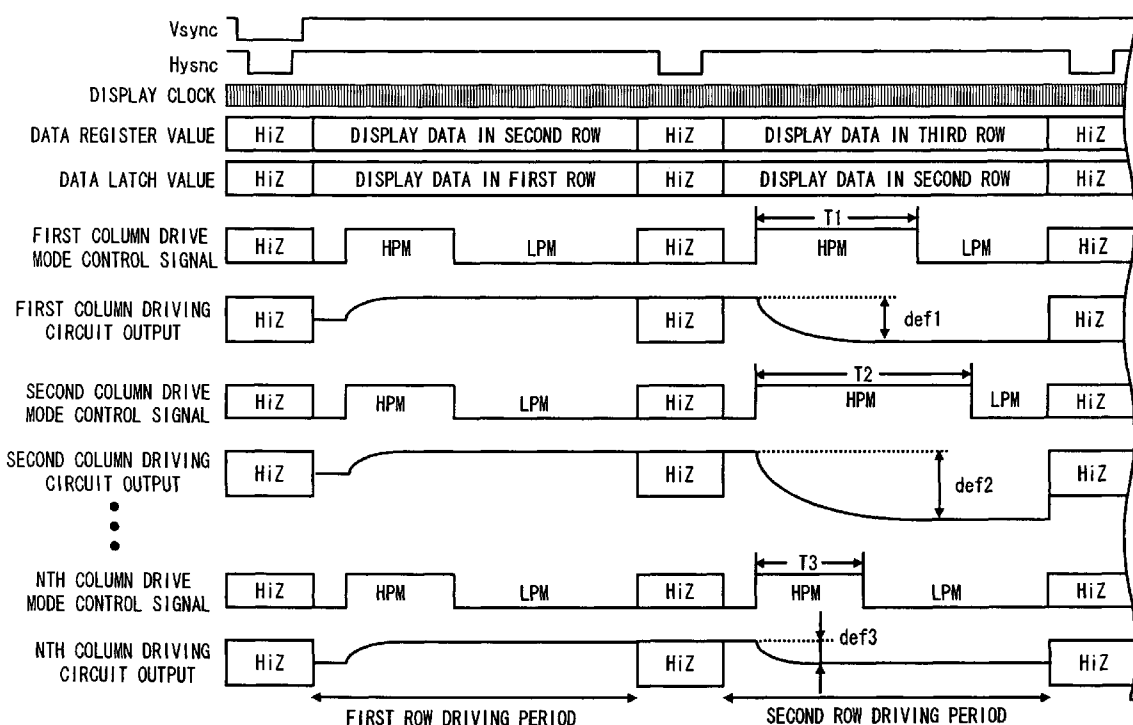 Vsync
Hysnc
DISPLAY CLOCK
DATA REGISTER VALUE HiZ DISPLAY DATA IN SECOND ROW HiZ DISPLAY DATA IN THIRD ROW HiZ
DATA LATCH VALUE HiZ DISPLAY DATA IN FIRST ROW HiZ DISPLAY DATA IN SECOND ROW HiZ
T1
FIRST COLUMN DRIVE
MODE CONTROL SIGNAL
HiZ HPM LPM HiZ HPM LPM HiZ
FIRST COLUMN DRIVING
CIRCUIT OUTPUT
HiZ HiZ def1 HiZ
T2
SECOND COLUMN DRIVE
MODE CONTROL SIGNAL
HiZ HPM LPM HiZ HPM LPM HiZ
SECOND COLUMN DRIVING
CIRCUIT OUTPUT
HiZ HiZ def2 HiZ
T3
NTH COLUMN DRIVE
MODE CONTROL SIGNAL
HiZ HPM LPM HiZ HPM LPM HiZ
NTH COLUMN DRIVING
CIRCUIT OUTPUT
HiZ HiZ def3 HiZ
FIRST ROW DRIVING PERIOD SECOND ROW DRIVING PERIOD